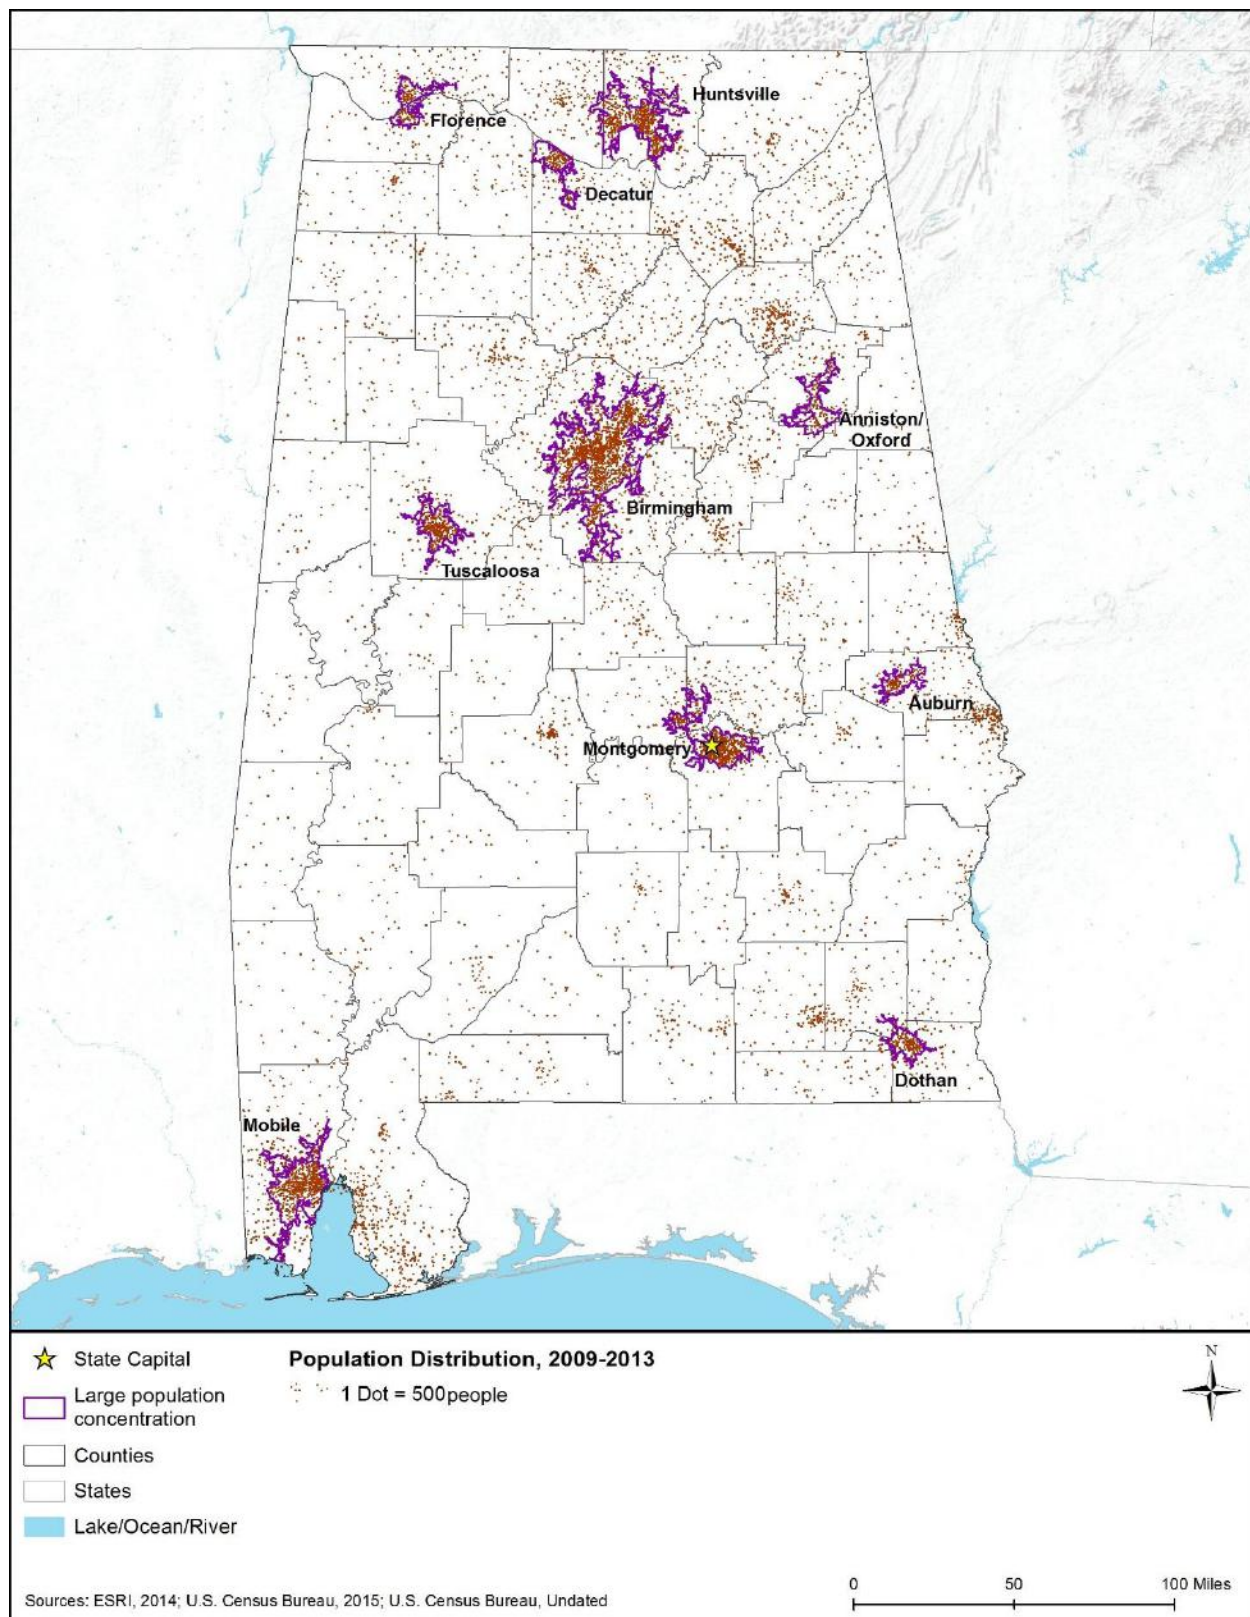 Huntsville
Florence
Decatur
Anniston/
Oxford
Birmingham
Tuscaloosa
Auburn
Montgomery
Dothan
Mobile
State Capital
Large population
concentration
Counties
States
Lake/Ocean/River
Population Distribution, 2009-2013
1 Dot = 500people
N
0 50 100 Miles
Sources: ESRI, 2014; U.S. Census Bureau, 2015; U.S. Census Bureau, Undated